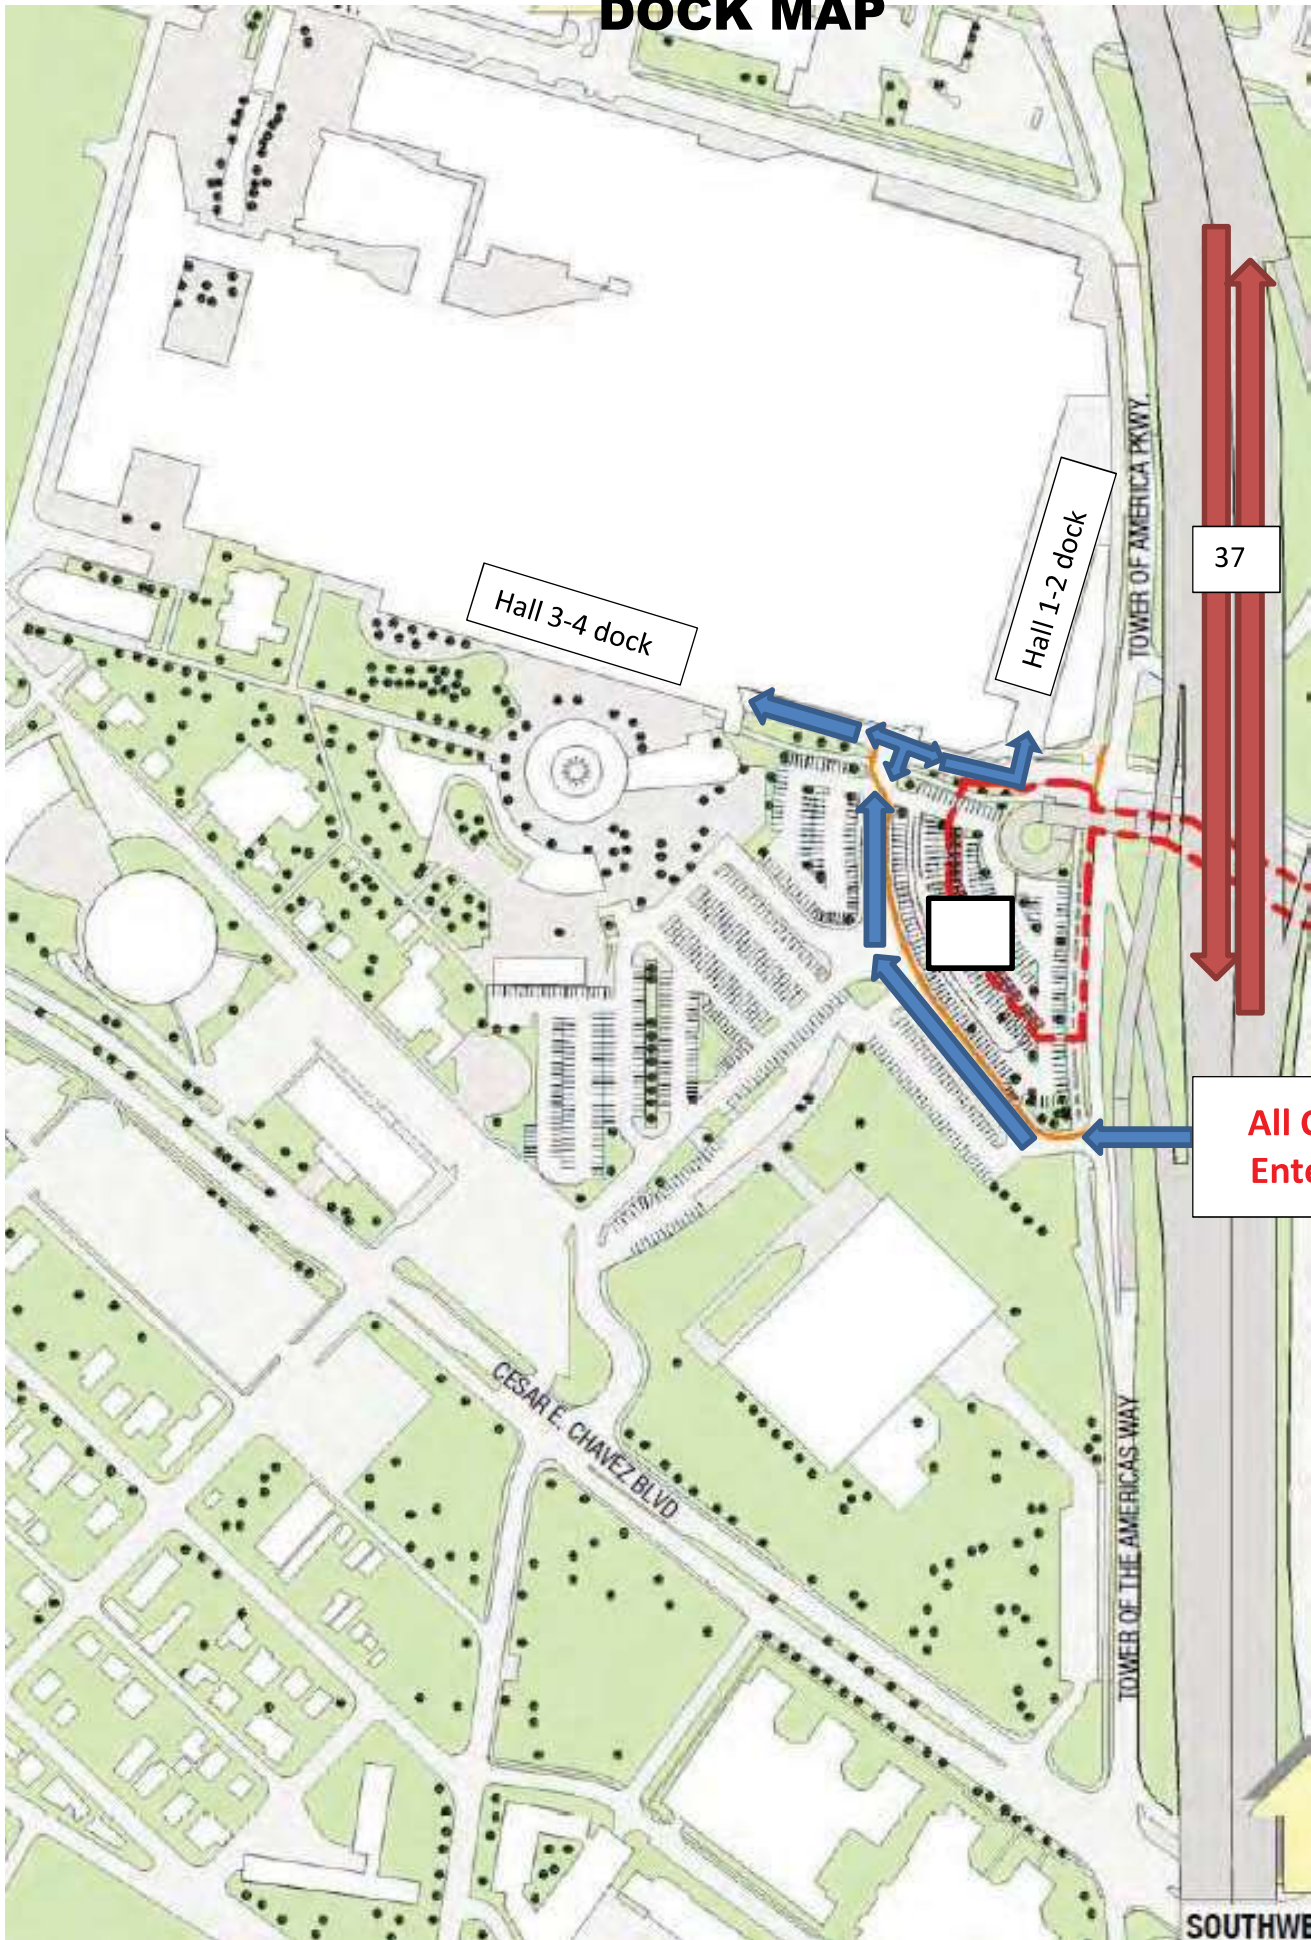 DOCK MAP
TOWER OF AMERICA PKWY.
Hall 1-2 dock
37
Hall 3-4 dock
All
Ente
CESAR E. CHAVEZ BLVD
TOWER OF THE AMERICAS WAY
SOUTHWE